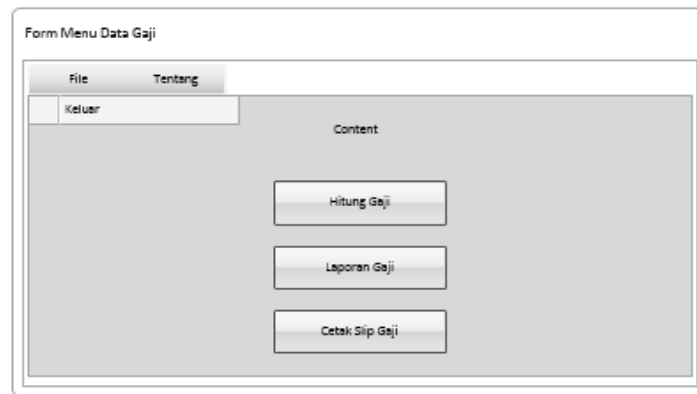 Form Menu Data Gaji
File Tentang
Keluar
Content
Hitung Gaji
Laporan Gaji
Cetak Slip Gaji